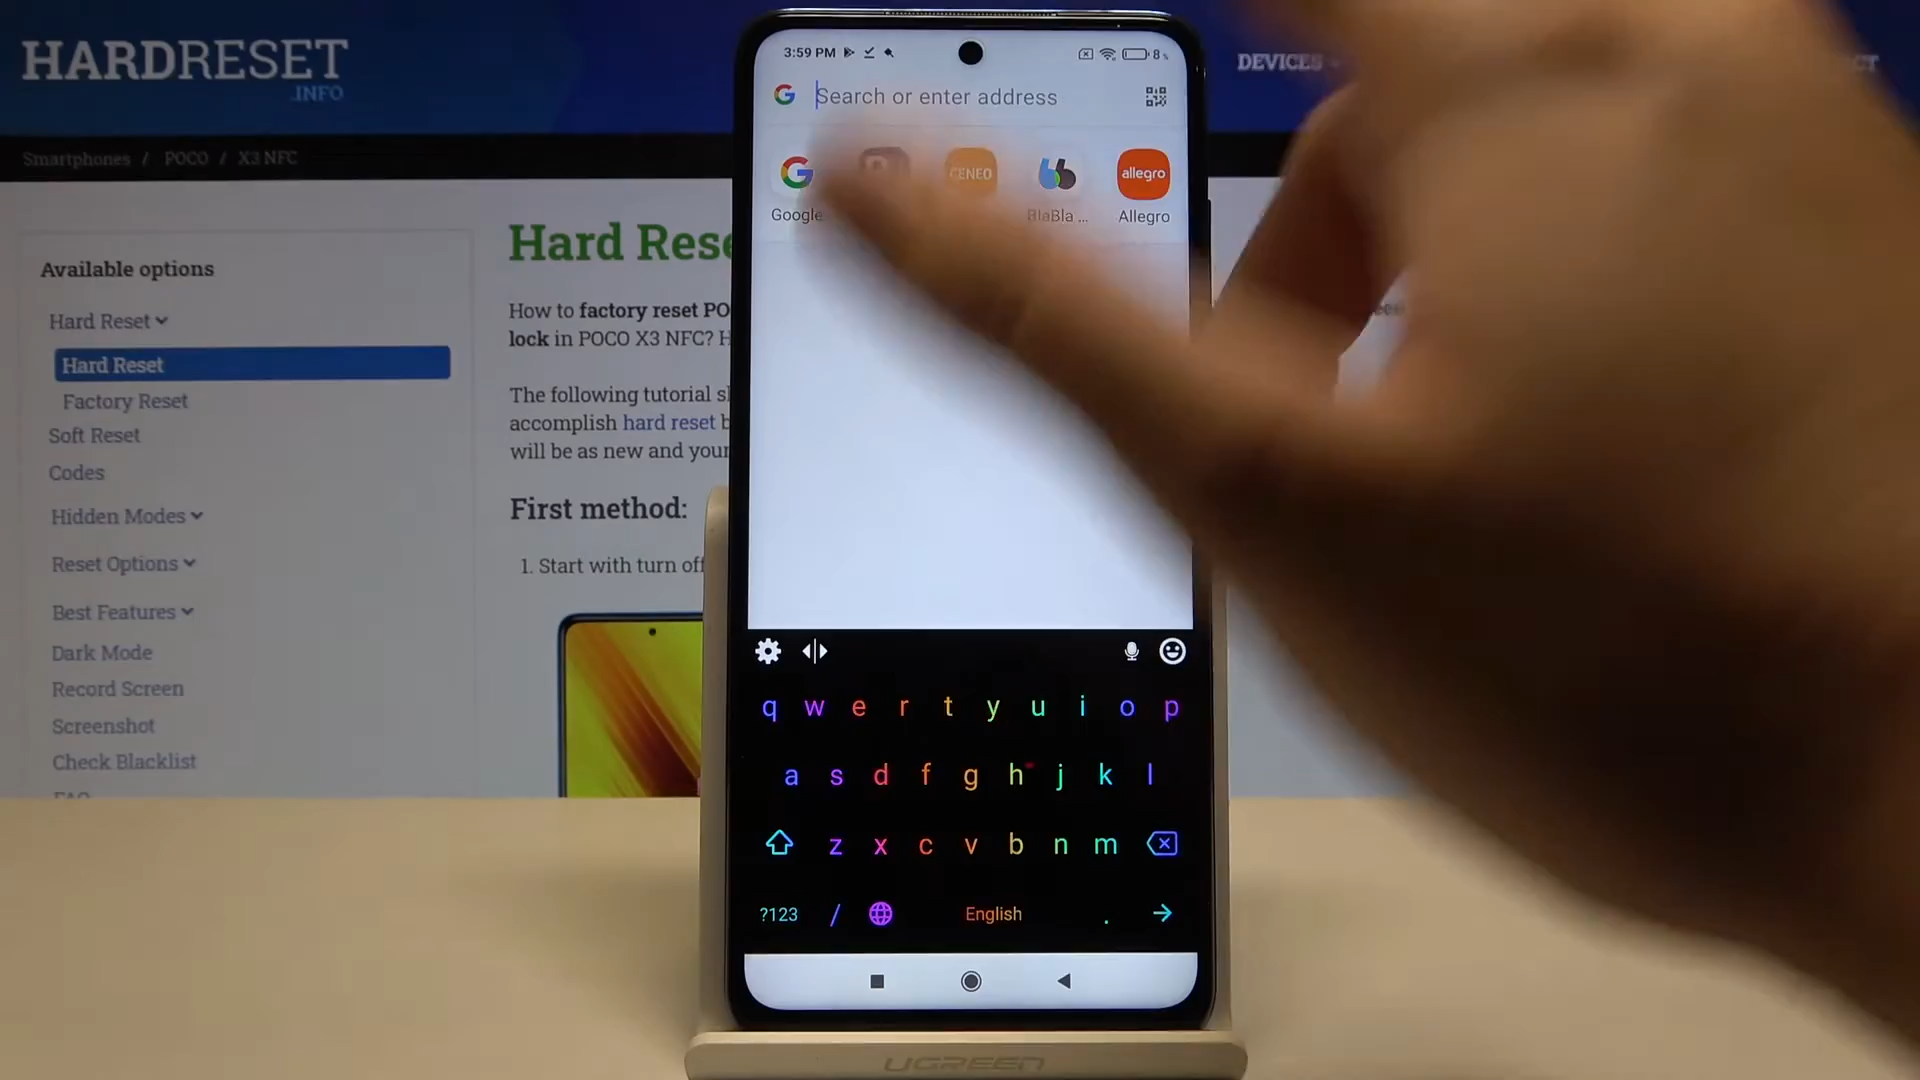 HARDRESET
.INFO
DEVICES
CT
Smartphones / POCO / X3 NFC
Available options
Hard Reset
Hard Reset
Factory Reset
Soft Reset
Codes
Hidden Modes
Reset Options
Best Features
Dark Mode
Record Screen
Screenshot
Check Blacklist
FAQ
Hard Rese
How to factory reset PO
lock in POCO X3 NFC? H
The following tutorial s
accomplish hard reset b
will be as new and your
First method:
1. Start with turn off
3:59 PM
8%
Search or enter address
CENEO
allegro
Google
BlaBla ...
Allegro
q w e r t y u i o p
a s d f g h j k l
z x c v b n m
?123 / English .
UGREEN